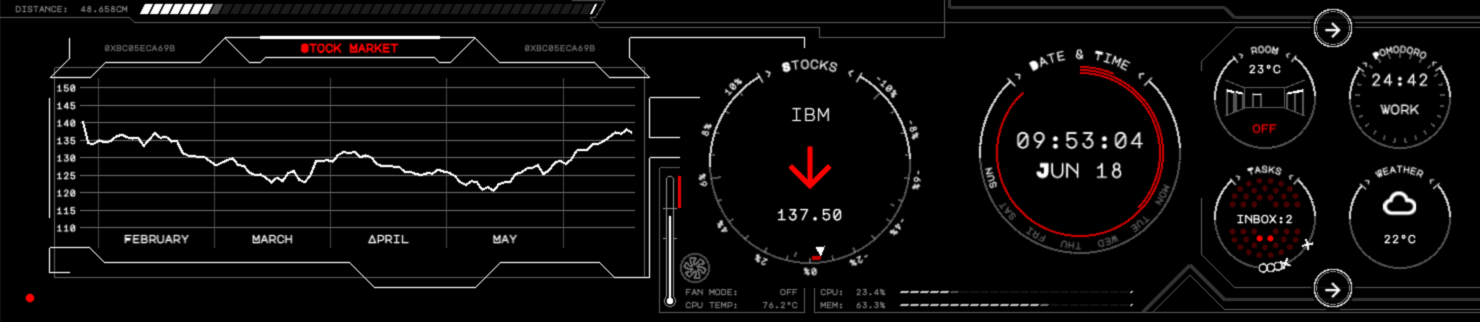 DISTANCE: 48.658CM
0XBC05ECA69B
STOCK MARKET
0XBC05ECA69B
150
145
140
135
130
125
120
115
110
FEBRUARY
MARCH
APRIL
MAY
STOCKS
10%
8%
6%
4%
2%
0%
-2%
-4%
-6%
-8%
-10%
IBM
137.50
FAN MODE: OFF
CPU TEMP: 76.2°C
CPU: 23.4%
MEM: 63.3%
DATE & TIME
09:53:04
JUN 18
MON
TUE
WED
THU
FRI
SAT
SUN
ROOM
23°C
OFF
POMODORO
24:42
WORK
TASKS
INBOX:2
WEATHER
22°C